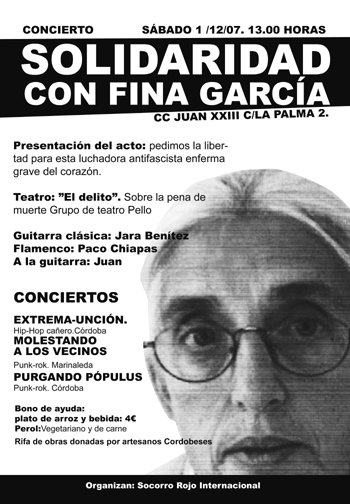 CONCIERTO SÁBADO 1 /12/07. 13.00 HORAS
SOLIDARIDAD
CON FINA GARCÍA
CC JUAN XXIII C/LA PALMA 2.
Presentación del acto: pedimos la liber-
tad para esta luchadora antifascista enferma
grave del corazón.
Teatro: ”El delito”. Sobre la pena de
muerte Grupo de teatro Pello
Guitarra clásica: Jara Benítez
Flamenco: Paco Chiapas
A la guitarra: Juan
CONCIERTOS
EXTREMA-UNCIÓN.
Hip-Hop cañero.Córdoba
MOLESTANDO
A LOS VECINOS
Punk-rok. Marinaleda
PURGANDO PÓPULUS
Punk-rok. Córdoba
Bono de ayuda:
plato de arroz y bebida: 4€
Perol:Vegetariano y de carne
Rifa de obras donadas por artesanos Cordobeses
Organizan: Socorro Rojo Internacional